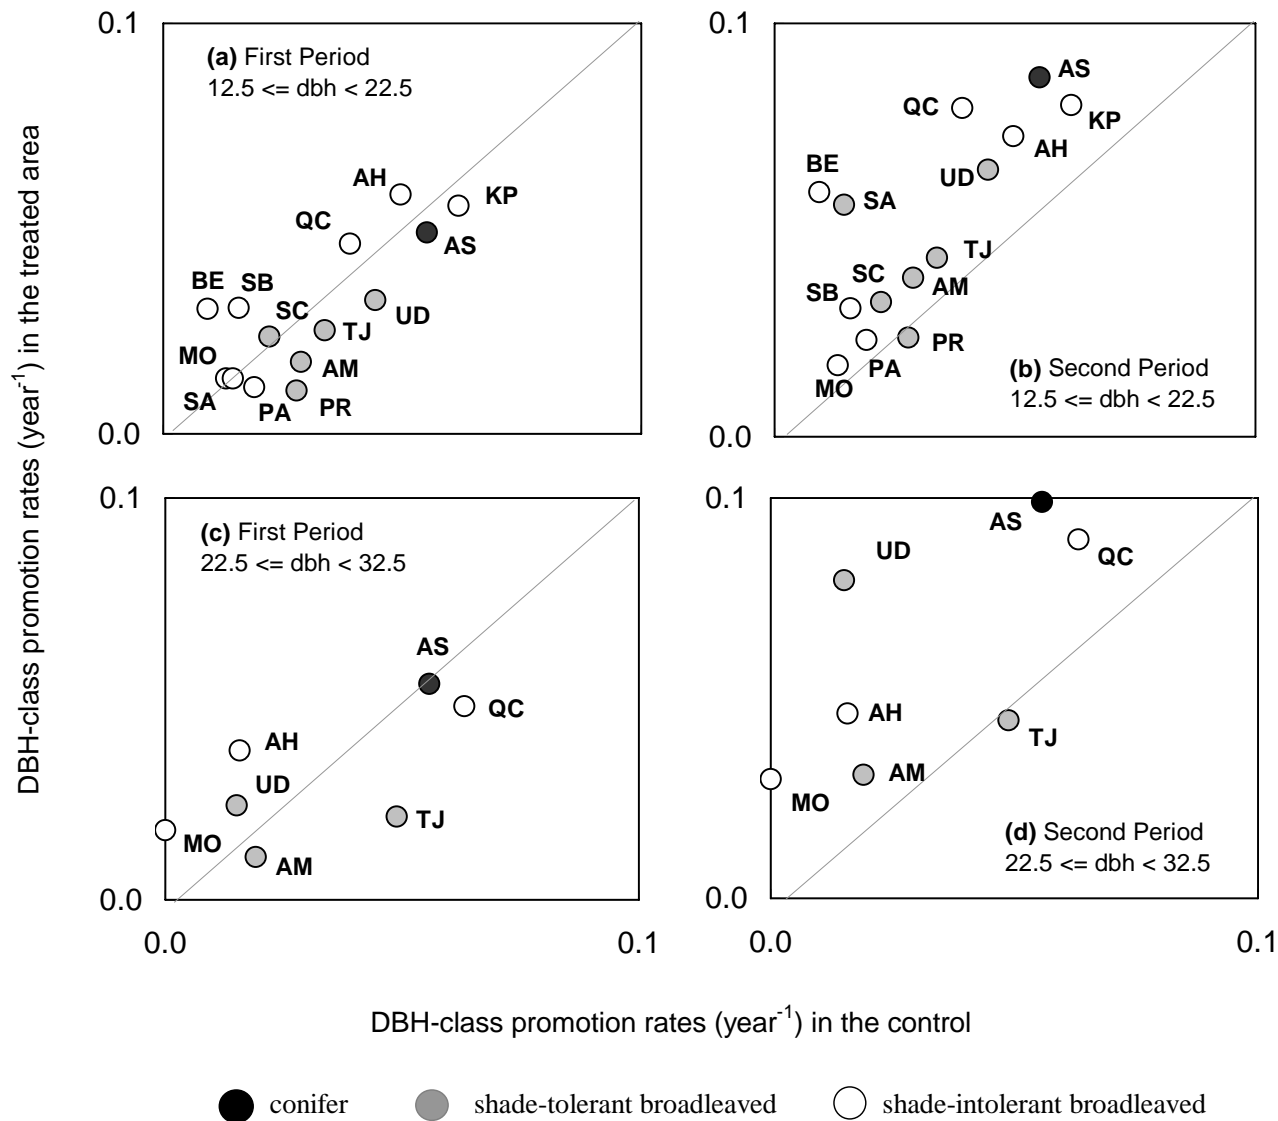 DBH-class promotion rates (year-1) in the treated area
0.1
(a) First Period
12.5 <= dbh < 22.5
AH
KP
QC
AS
BE SB
SC
UD
TJ
MO
AM
SA
PA PR
0.0
0.1
AS
QC
KP
AH
BE
UD
SA
TJ
SC
AM
SB
PR
PA
MO
(b) Second Period
12.5 <= dbh < 22.5
0.0
0.1
(c) First Period
22.5 <= dbh < 32.5
AS
QC
AH
UD
TJ
MO
AM
0.0
0.0 0.1
0.1
AS
QC
UD
AH
TJ
AM
MO
(d) Second Period
22.5 <= dbh < 32.5
0.0
0.0 0.1
DBH-class promotion rates (year-1) in the control
conifer shade-tolerant broadleaved shade-intolerant broadleaved